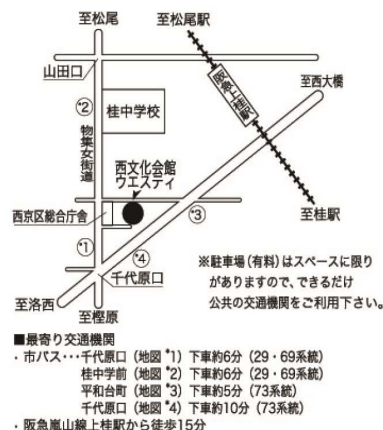 至松尾
至松尾駅
山田口
阪急上桂駅
至西大橋
*2
桂中学校
物集女街道
西文化会館
ウエスティ
西京区総合庁舎
*3
至桂駅
*1
*4
千代原口
至洛西
至樫原
※駐車場(有料)はスペースに限り
がありますので、できるだけ
公共の交通機関をご利用下さい。
■最寄り交通機関
・市バス･･･千代原口(地図*1)下車約6分(29・69系統)
桂中学前(地図*2)下車約6分(29・69系統)
平和台町(地図*3)下車約5分(73系統)
千代原口(地図*4)下車約10分(73系統)
・阪急嵐山線上桂駅から徒歩15分